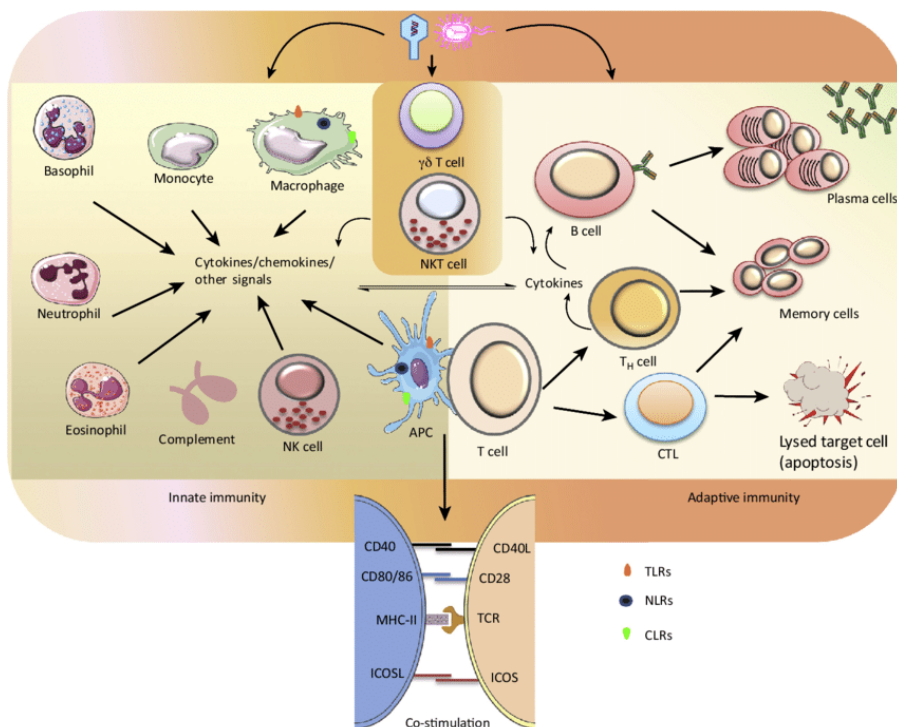 Basophil
Monocyte
Macrophage
γδ T cell
NKT cell
B cell
Plasma cells
Cytokines/chemokines/
other signals
Cytokines
Neutrophil
Memory cells
T_H cell
Eosinophil
Complement
NK cell
APC
T cell
CTL
Lysed target cell
(apoptosis)
Innate immunity
Adaptive immunity
CD40
CD40L
CD80/86
CD28
MHC-II
TCR
ICOSL
ICOS
Co-stimulation
TLRs
NLRs
CLRs